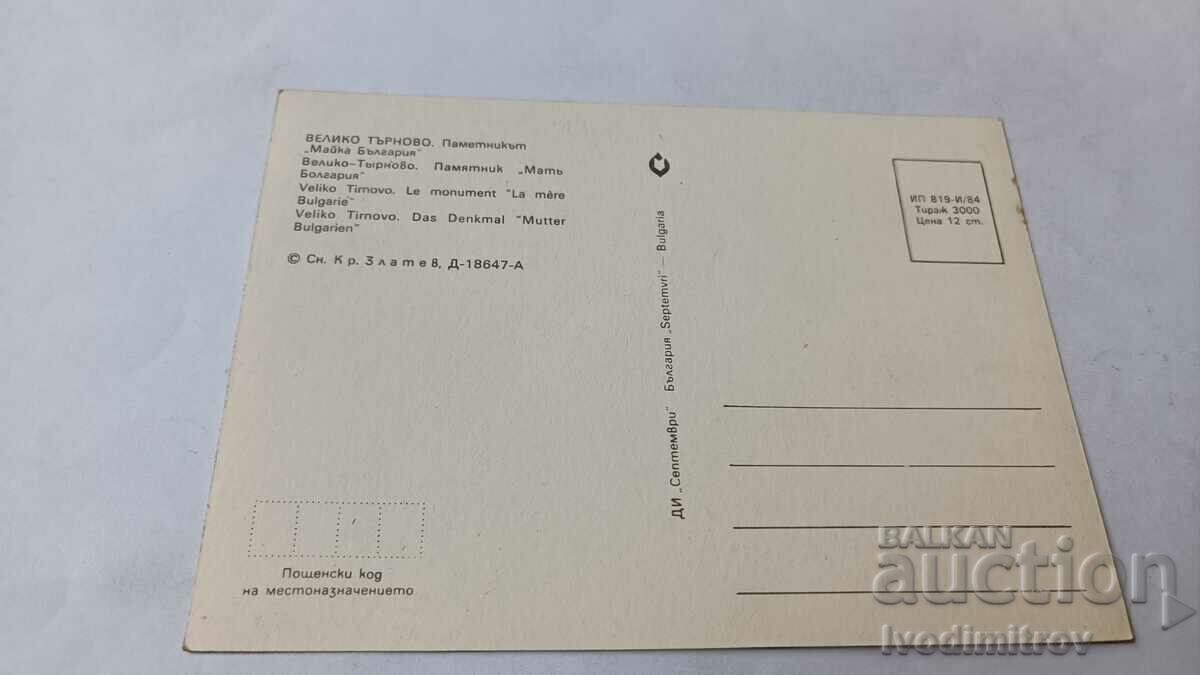 ВЕЛИКО ТЪРНОВО. Паметникът
„Майка България“
Велико-Тырново. Памятник „Мать
Болгария“
Veliko Tirnovo. Le monument “La mère
Bulgarie”
Veliko Tirnovo. Das Denkmal “Mutter
Bulgarien”
© Сн. Кр. Златев, Д-18647-А
Пощенски код
на местоназначението
ДИ „Септември“ България „Septemvri“ — Bulgaria
ИП 819-И/84
Тираж 3000
Цена 12 ст.
BALKAN
auction
Ivodimitrov